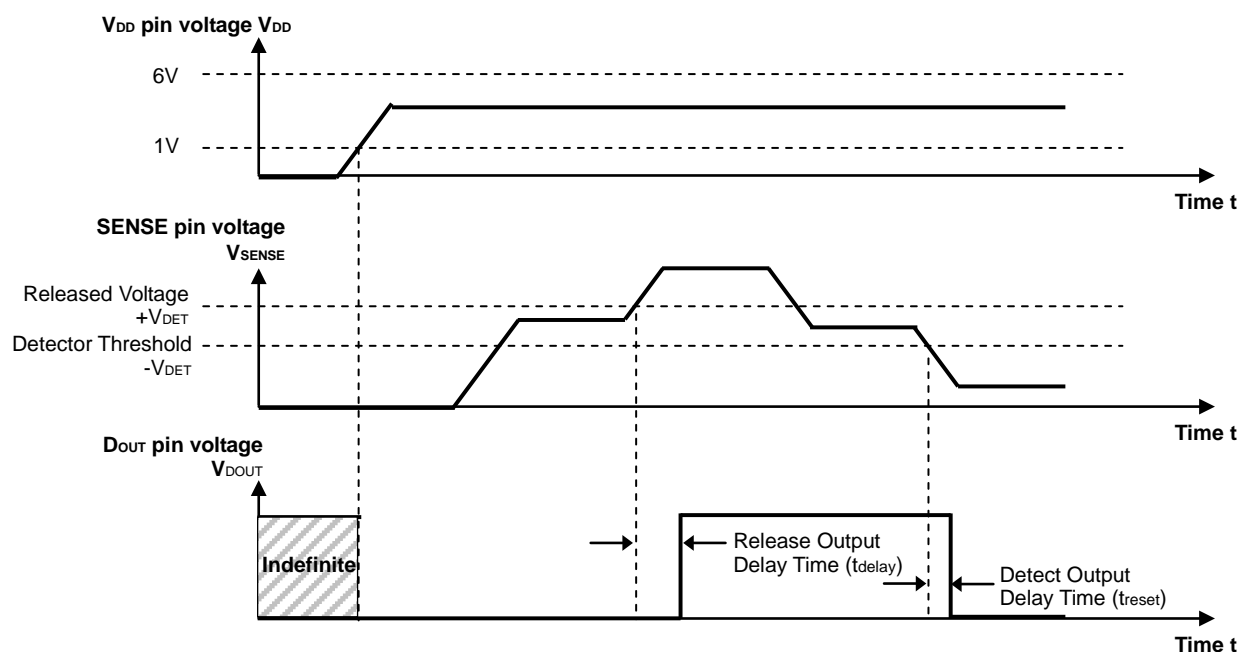 VDD pin voltage VDD
6V
1V
Time t
SENSE pin voltage
VSENSE
Released Voltage
+VDET
Detector Threshold
-VDET
Time t
DOUT pin voltage
VDOUT
Indefinite
Release Output
Delay Time (tdelay)
Detect Output
Delay Time (treset)
Time t